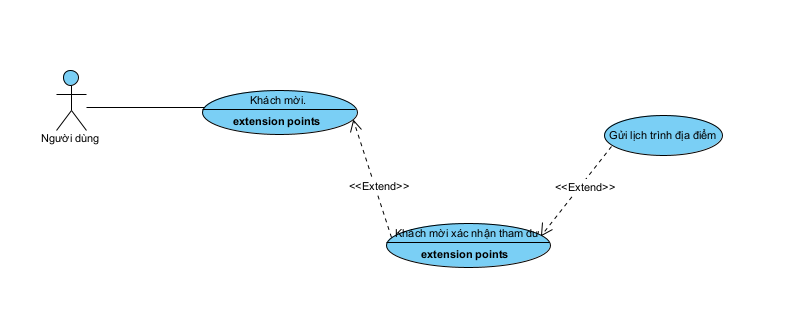 Khách mời.
extension points
Người dùng
Gửi lịch trình địa điểm
<<Extend>>
<<Extend>>
Khách mời xác nhận tham dự
extension points